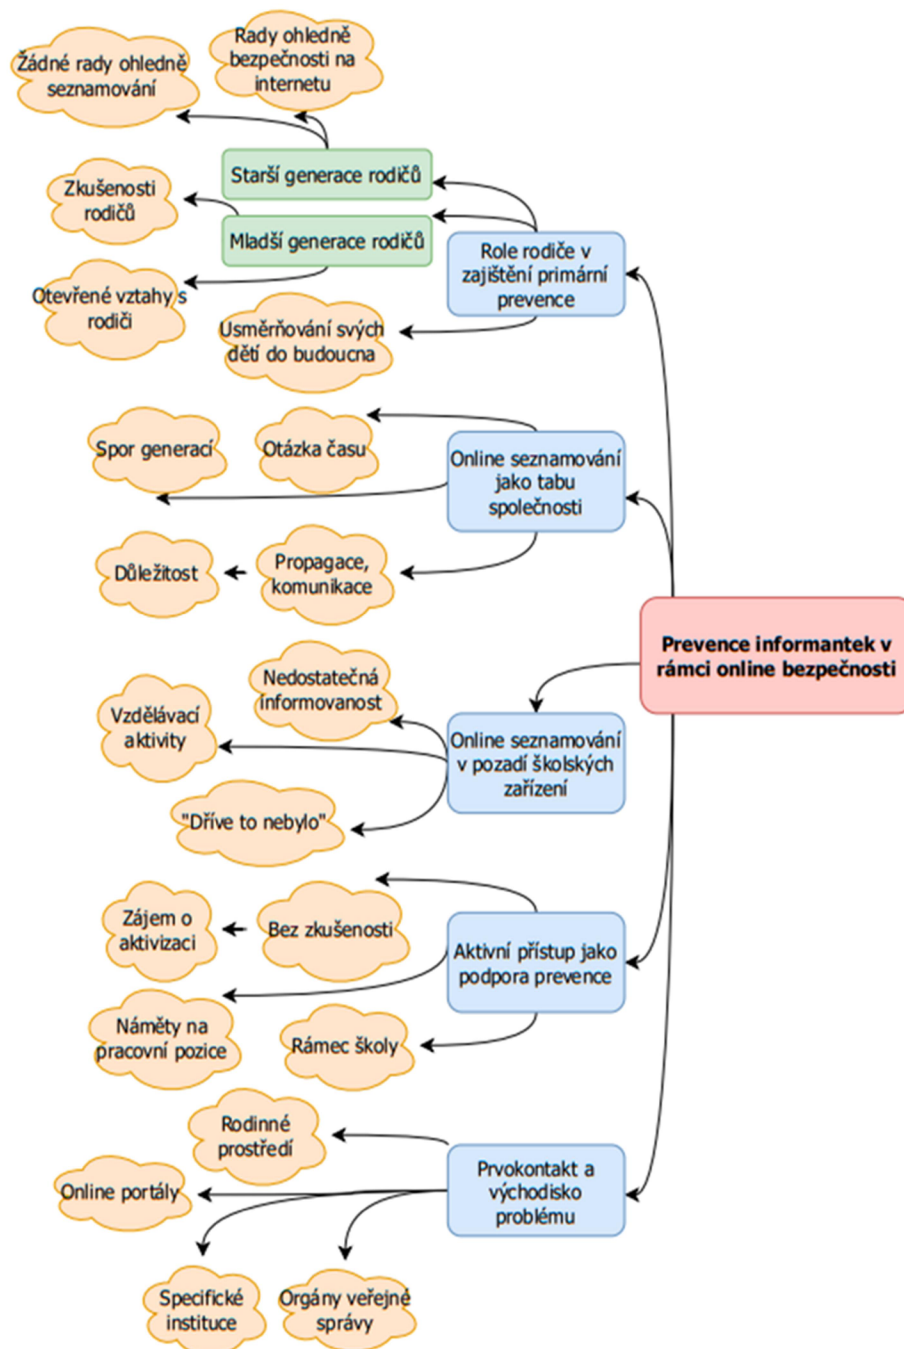 Rady ohledně
bezpečnosti na
internetu
Žádné rady ohledně
seznamování
Starší generace rodičů
Zkušenosti
rodičů
Mladší generace rodičů
Role rodiče v
zajištění primární
prevence
Otevřené vztahy s
rodiči
Usměrňování svých
dětí do budoucna
Spor generací
Otázka času
Online seznamování
jako tabu
společnosti
Důležitost
Propagace,
komunikace
Prevence informantek v
rámci online bezpečnosti
Nedostatečná
informovanost
Vzdělávací
aktivity
Online seznamování
v pozadí školských
zařízení
"Dříve to nebylo"
Zájem o
aktivizaci
Bez zkušenosti
Aktivní přístup jako
podpora prevence
Náměty na
pracovní pozice
Rámec školy
Rodinné
prostředí
Prvokontakt a
východisko
problému
Online portály
Specifické
instituce
Orgány veřejné
správy